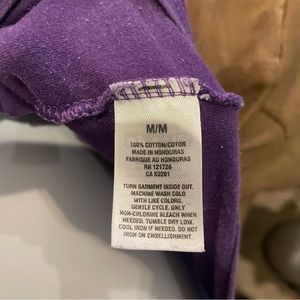 M/M
100% COTTON/COTON
MADE IN HONDURAS
FABRIQUE AU HONDURAS
RN 121726
CA 53201
TURN GARMENT INSIDE OUT.
MACHINE WASH COLD
WITH LIKE COLORS.
GENTLE CYCLE. ONLY
NON-CHLORINE BLEACH WHEN
NEEDED. TUMBLE DRY LOW.
COOL IRON IF NEEDED. DO NOT
IRON ON EMBELLISHMENT.